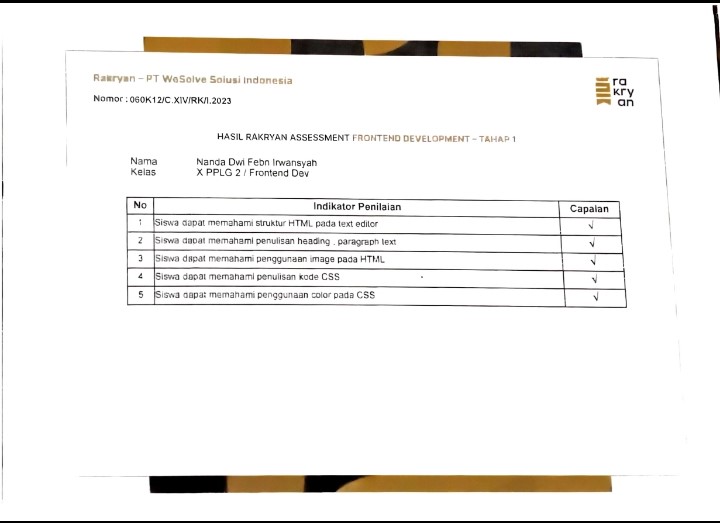 Rakryan – PT WeSolve Solusi Indonesia
rakryan
Nomor : 060K12/C.XIV/RK/I.2023
HASIL RAKRYAN ASSESSMENT FRONTEND DEVELOPMENT – TAHAP 1
Nama Nanda Dwi Febri Irwansyah
Kelas X PPLG 2 / Frontend Dev
No Indikator Penilaian Capaian
1 Siswa dapat memahami struktur HTML pada text editor √
2 Siswa dapat memahami penulisan heading , paragraph text √
3 Siswa dapat memahami penggunaan image pada HTML √
4 Siswa dapat memahami penulisan kode CSS √
5 Siswa dapat memahami penggunaan color pada CSS √